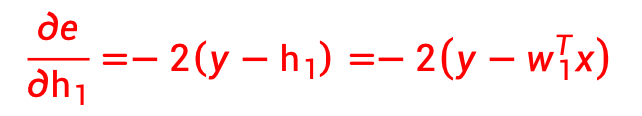 ∂e/∂h₁ =− 2(y − h₁) =− 2(y − w₁ᵀx)